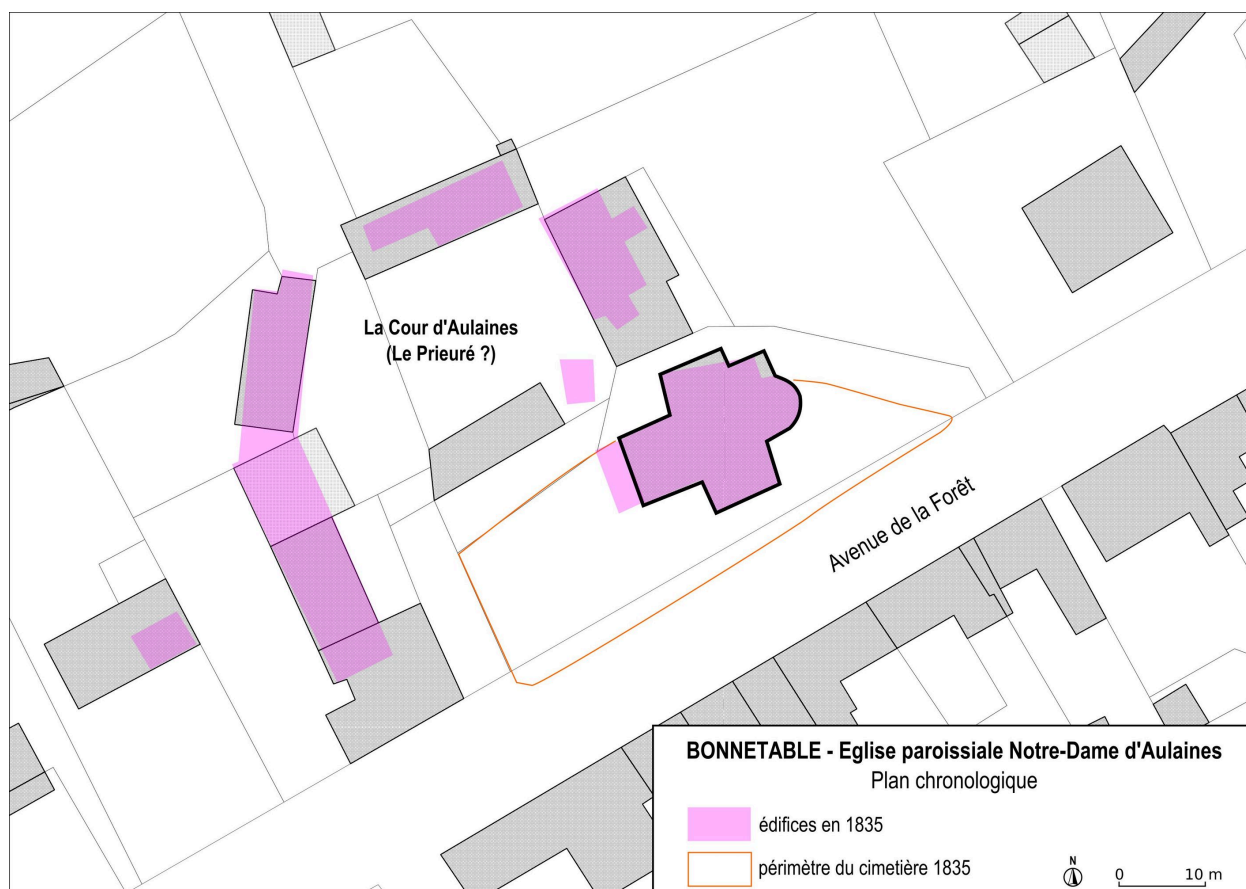 La Cour d'Aulaines
(Le Prieuré ?)
Avenue de la Forêt
BONNETABLE - Eglise paroissiale Notre-Dame d'Aulaines
Plan chronologique
édifices en 1835
périmètre du cimetière 1835
N
0 10 m